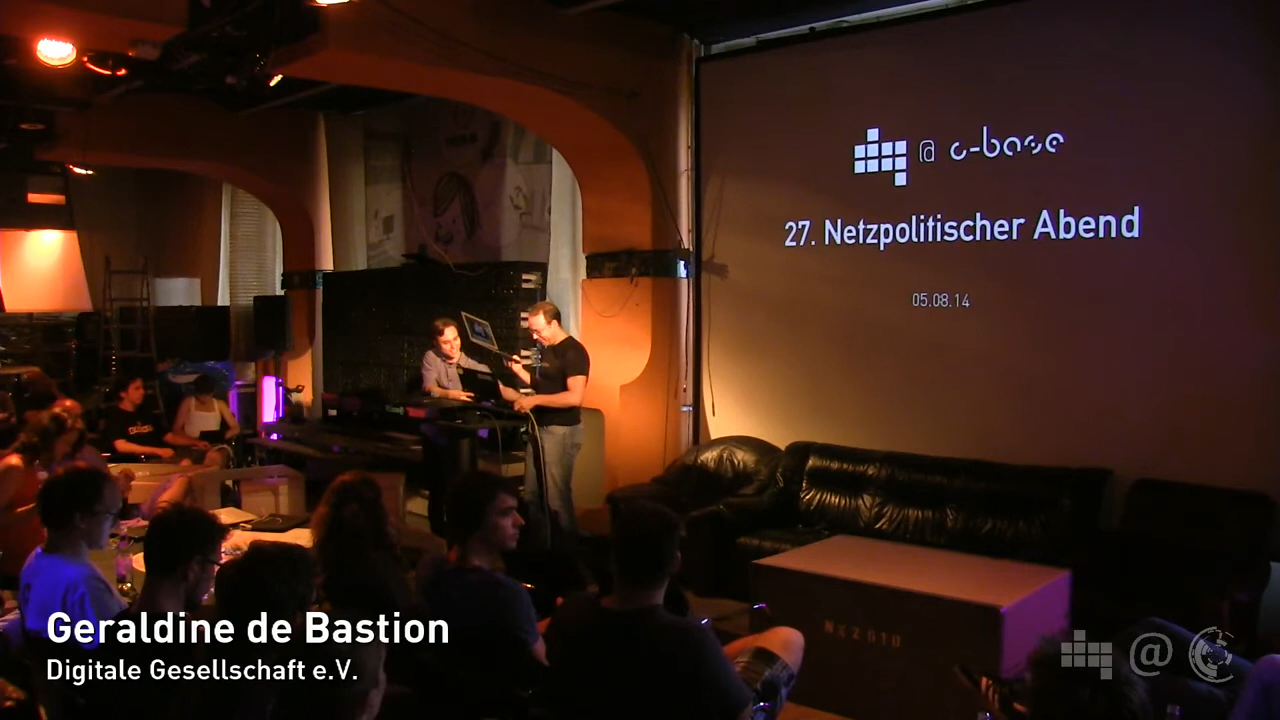 @ c-base
27. Netzpolitischer Abend
05.08.14
Geraldine de Bastion
Digitale Gesellschaft e.V.
@